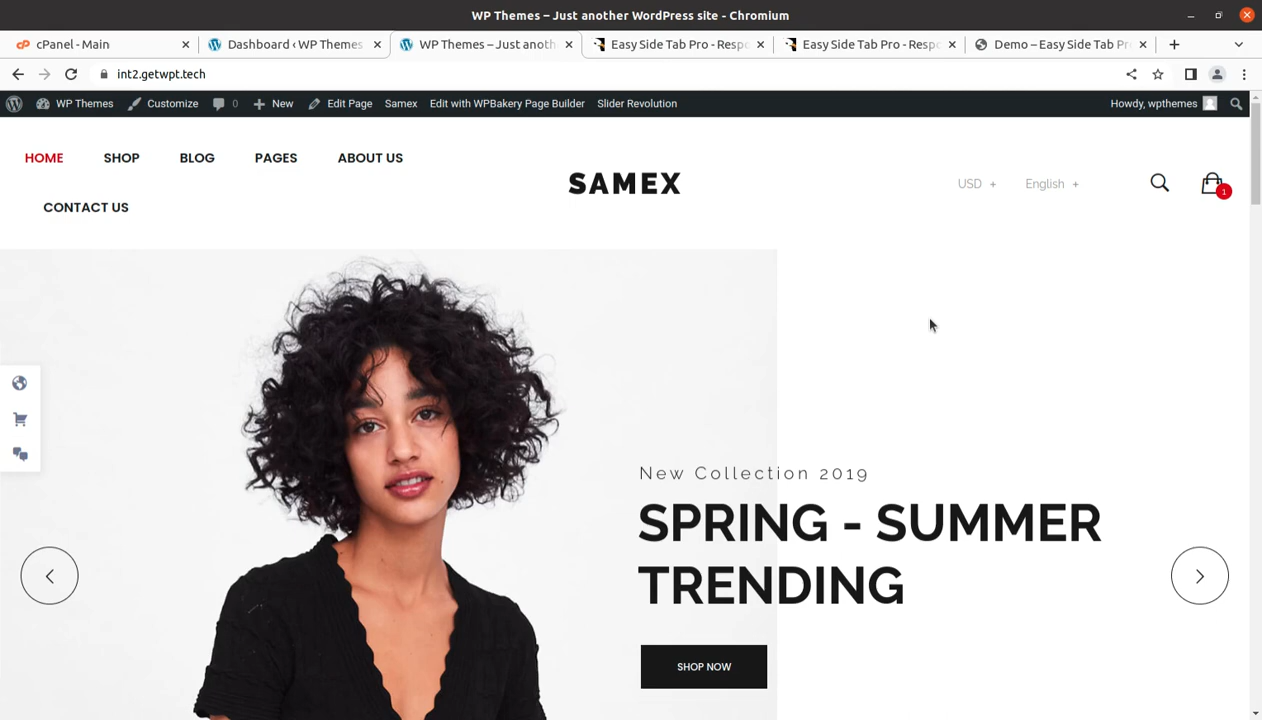 WP Themes – Just another WordPress site - Chromium
cPanel - Main
Dashboard ‹ WP Themes
WP Themes – Just anoth
Easy Side Tab Pro - Respo
Easy Side Tab Pro - Respo
Demo – Easy Side Tab Pr
int2.getwpt.tech
WP Themes
Customize
0
New
Edit Page
Samex
Edit with WPBakery Page Builder
Slider Revolution
Howdy, wpthemes
HOME
SHOP
BLOG
PAGES
ABOUT US
CONTACT US
SAMEX
USD +
English +
1
New Collection 2019
SPRING - SUMMER
TRENDING
SHOP NOW